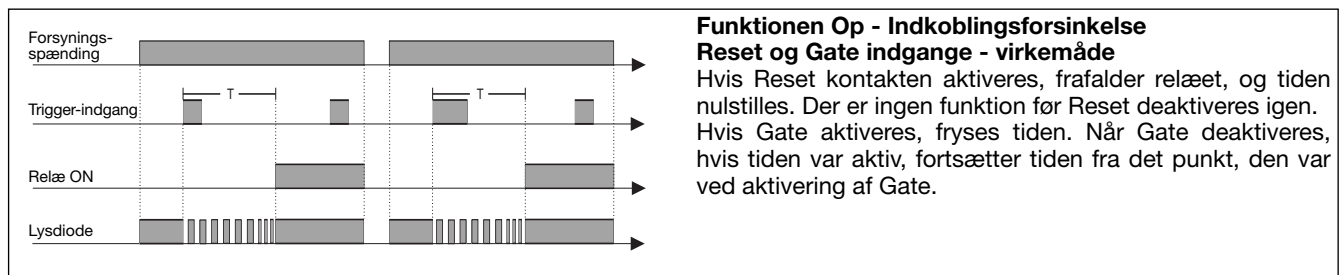 Forsynings-
spænding
T
T
Trigger-indgang
Relæ ON
Lysdiode
Funktionen Op - Indkoblingsforsinkelse
Reset og Gate indgange - virkemåde
Hvis Reset kontakten aktiveres, frafalder relæet, og tiden
nulstilles. Der er ingen funktion før Reset deaktiveres igen.
Hvis Gate aktiveres, fryses tiden. Når Gate deaktiveres,
hvis tiden var aktiv, fortsætter tiden fra det punkt, den var
ved aktivering af Gate.